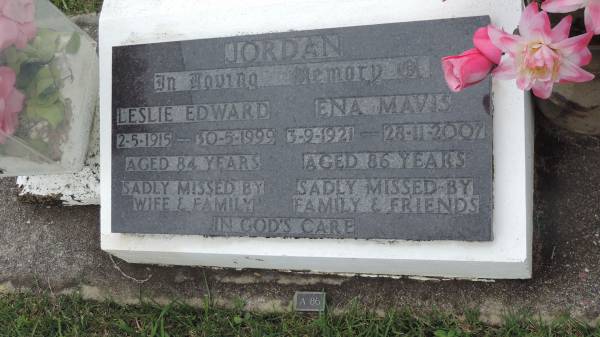 JORDAN
In Loving Memory Of
LESLIE EDWARD ENA MAVIS
2-5-1915 — 30-5-1999 3-9-1921 — 28-11-2007
AGED 84 YEARS AGED 86 YEARS
SADLY MISSED BY SADLY MISSED BY
WIFE & FAMILY FAMILY & FRIENDS
IN GOD'S CARE
A 86